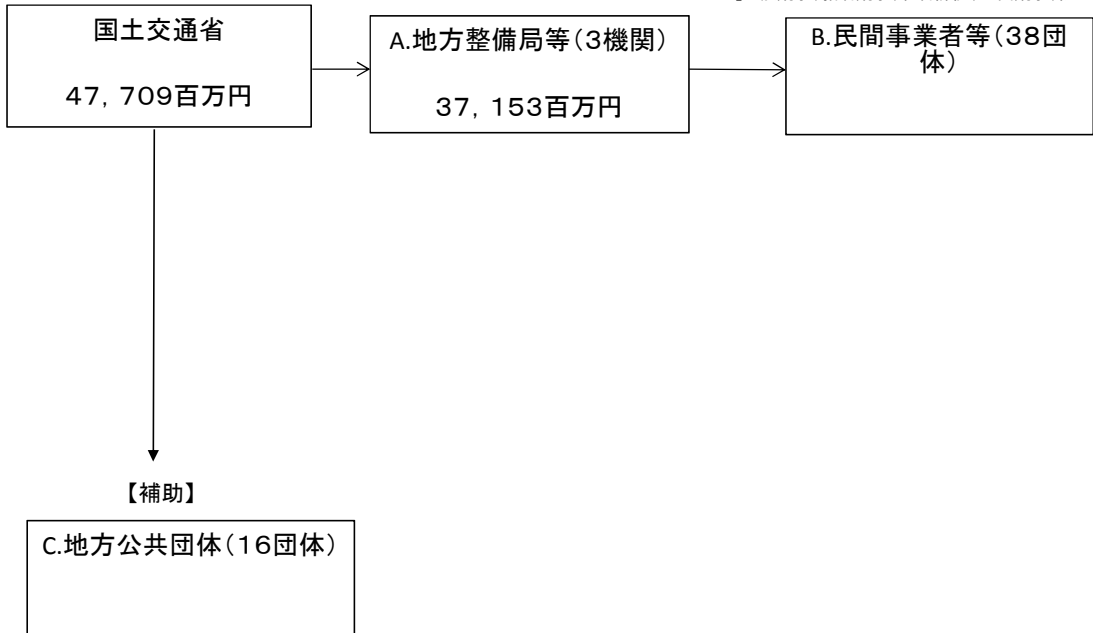 国土交通省
47，709百万円
A.地方整備局等（3機関）
37，153百万円
B.民間事業者等（38団
体）
【補助】
C.地方公共団体（16団体）